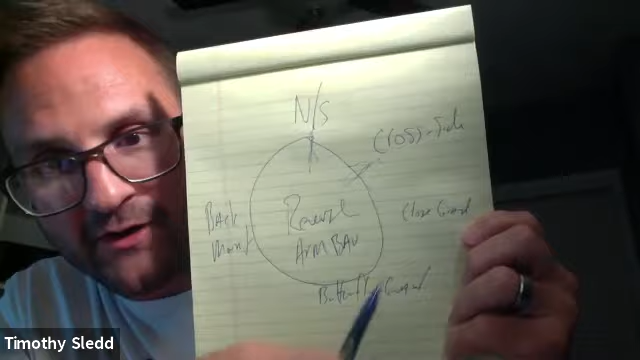 N/S
Cross-Side
Back
Mount
Close Guard
Reverse
Arm BAR
Butterfly Guard
Timothy Sledd